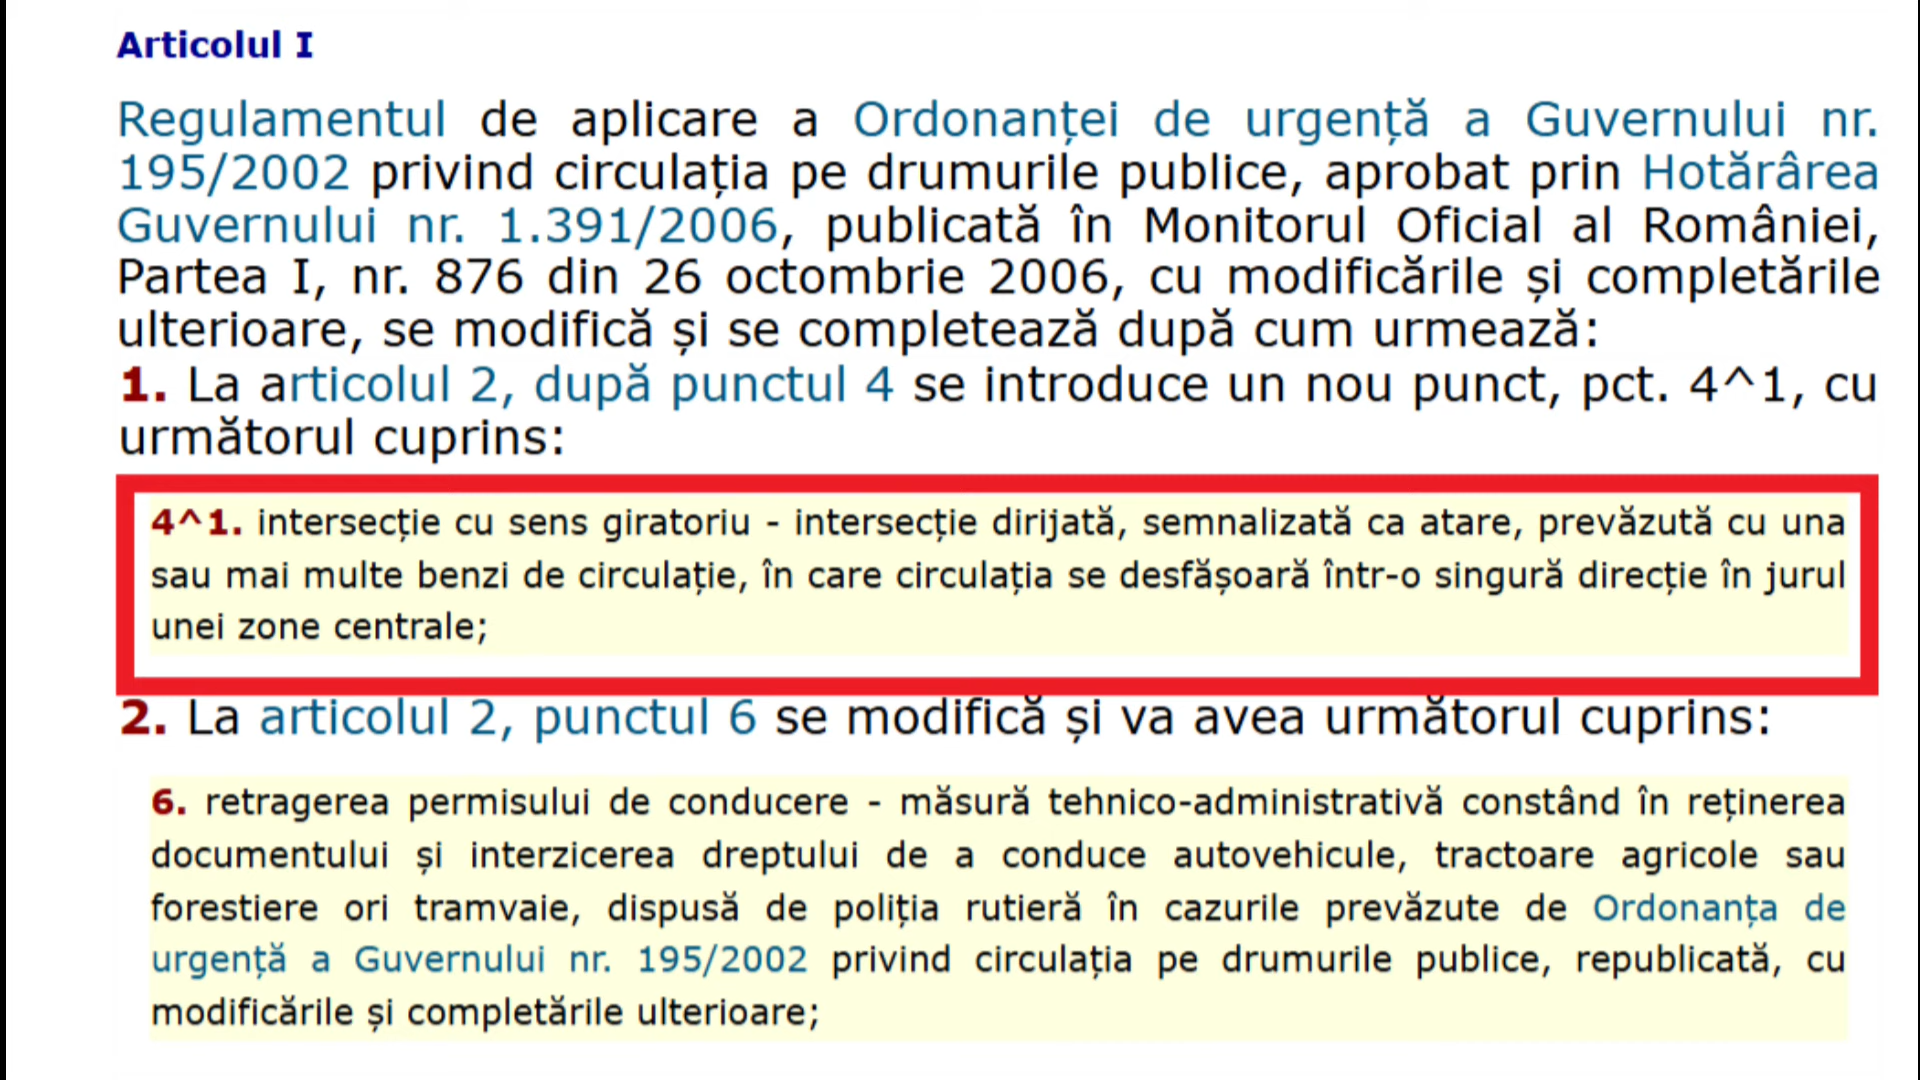 Articolul I
Regulamentul de aplicare a Ordonanței de urgență a Guvernului nr.
195/2002 privind circulația pe drumurile publice, aprobat prin Hotărârea
Guvernului nr. 1.391/2006, publicată în Monitorul Oficial al României,
Partea I, nr. 876 din 26 octombrie 2006, cu modificările și completările
ulterioare, se modifică și se completează după cum urmează:
1. La articolul 2, după punctul 4 se introduce un nou punct, pct. 4^1, cu
următorul cuprins:
4^1. intersecție cu sens giratoriu - intersecție dirijată, semnalizată ca atare, prevăzută cu una
sau mai multe benzi de circulație, în care circulația se desfășoară într-o singură direcție în jurul
unei zone centrale;
2. La articolul 2, punctul 6 se modifică și va avea următorul cuprins:
6. retragerea permisului de conducere - măsură tehnico-administrativă constând în reținerea
documentului și interzicerea dreptului de a conduce autovehicule, tractoare agricole sau
forestiere ori tramvaie, dispusă de poliția rutieră în cazurile prevăzute de Ordonanța de
urgență a Guvernului nr. 195/2002 privind circulația pe drumurile publice, republicată, cu
modificările și completările ulterioare;